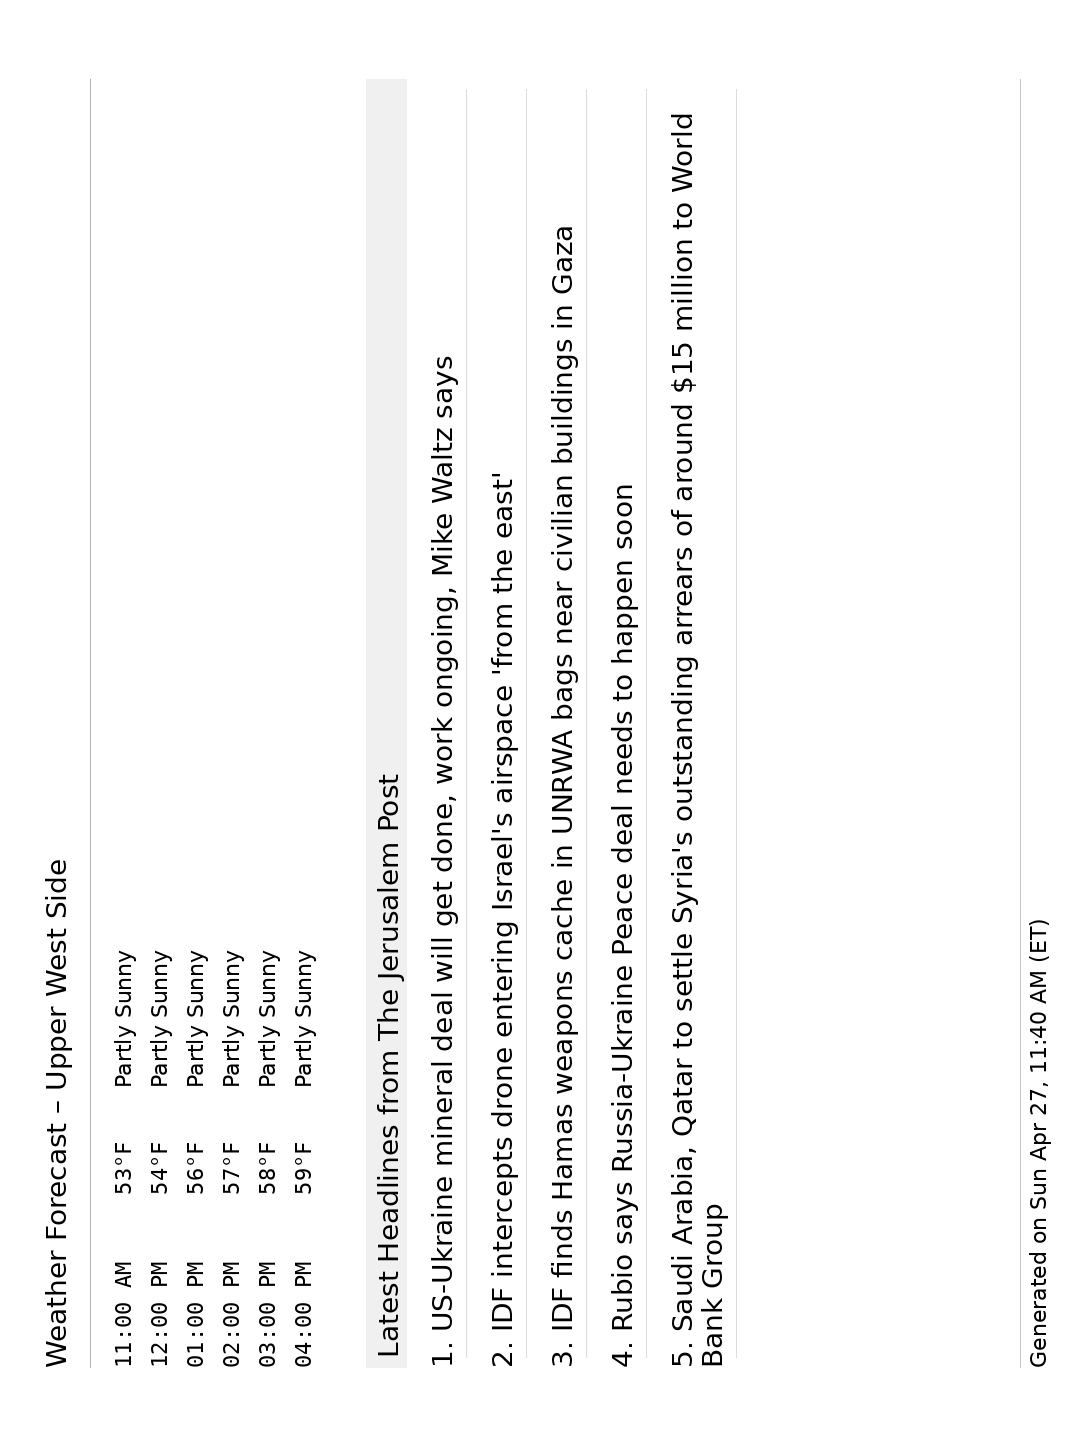 Weather Forecast – Upper West Side
11:00 AM 53°F Partly Sunny
12:00 PM 54°F Partly Sunny
01:00 PM 56°F Partly Sunny
02:00 PM 57°F Partly Sunny
03:00 PM 58°F Partly Sunny
04:00 PM 59°F Partly Sunny
Latest Headlines from The Jerusalem Post
1. US-Ukraine mineral deal will get done, work ongoing, Mike Waltz says
2. IDF intercepts drone entering Israel's airspace 'from the east'
3. IDF finds Hamas weapons cache in UNRWA bags near civilian buildings in Gaza
4. Rubio says Russia-Ukraine Peace deal needs to happen soon
5. Saudi Arabia, Qatar to settle Syria's outstanding arrears of around $15 million to World
Bank Group
Generated on Sun Apr 27, 11:40 AM (ET)